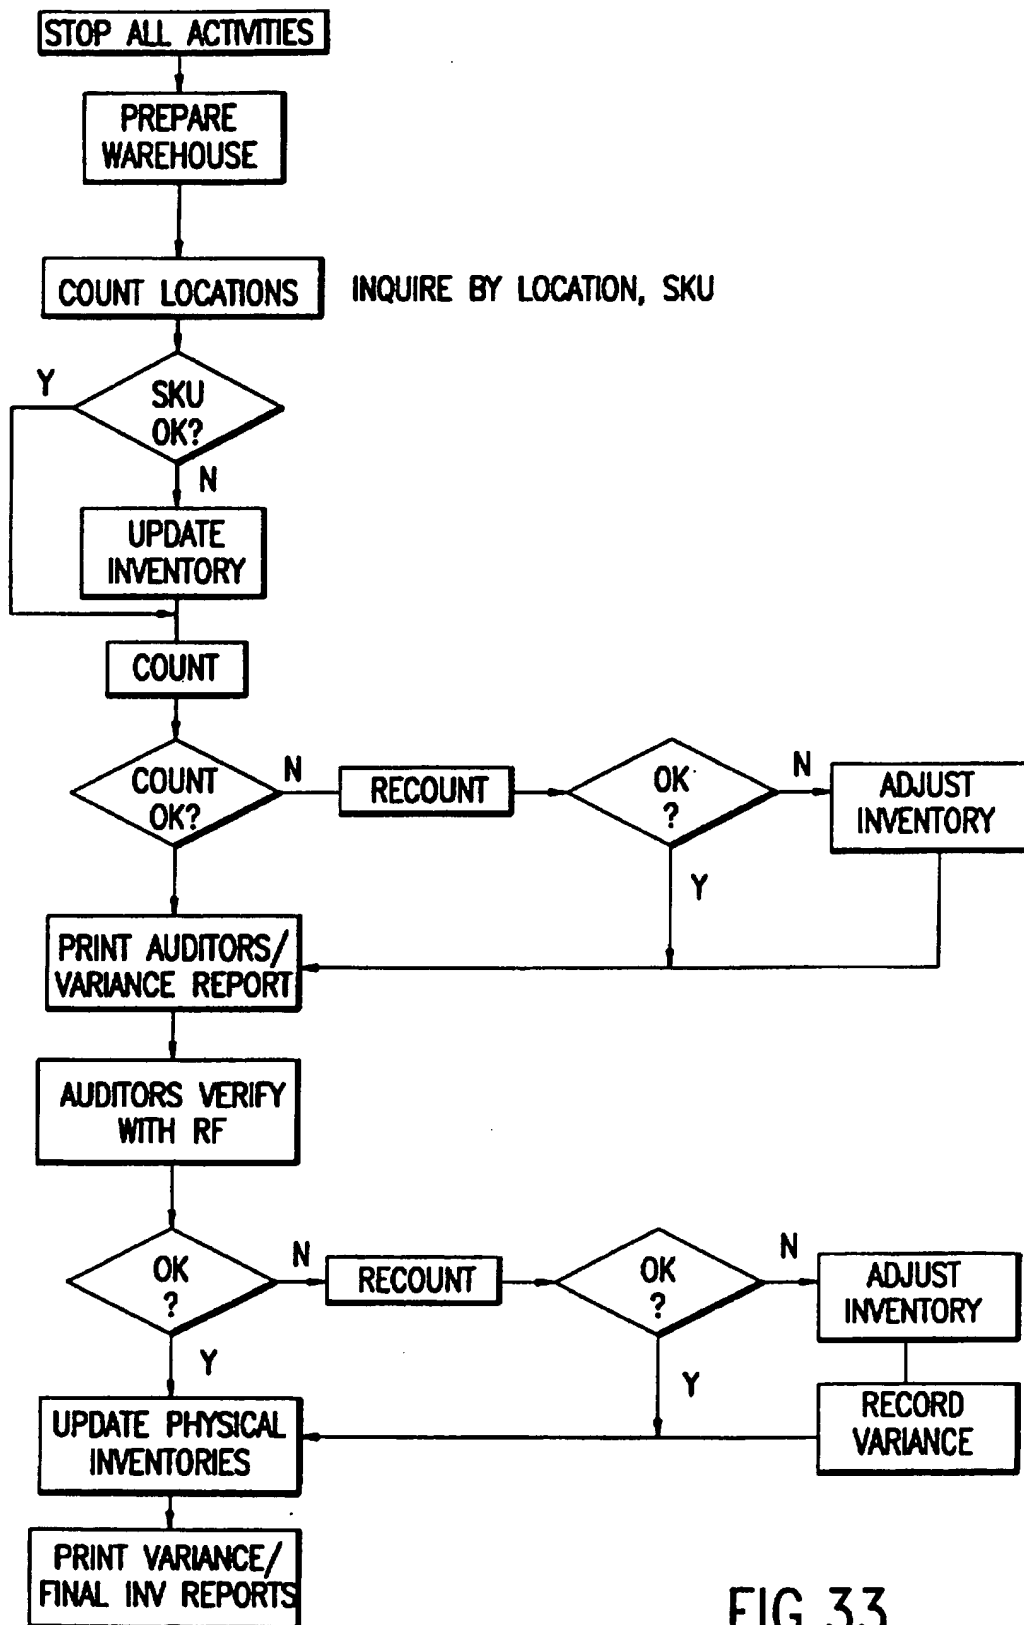 STOP ALL ACTIVITIES
PREPARE
WAREHOUSE
COUNT LOCATIONS
INQUIRE BY LOCATION, SKU
Y
SKU
OK?
N
UPDATE
INVENTORY
COUNT
COUNT
OK?
N
RECOUNT
OK
?
N
ADJUST
INVENTORY
Y
PRINT AUDITORS/
VARIANCE REPORT
AUDITORS VERIFY
WITH RF
OK
?
N
RECOUNT
OK
?
N
ADJUST
INVENTORY
Y
Y
UPDATE PHYSICAL
INVENTORIES
RECORD
VARIANCE
PRINT VARIANCE/
FINAL INV REPORTS
FIG. 33